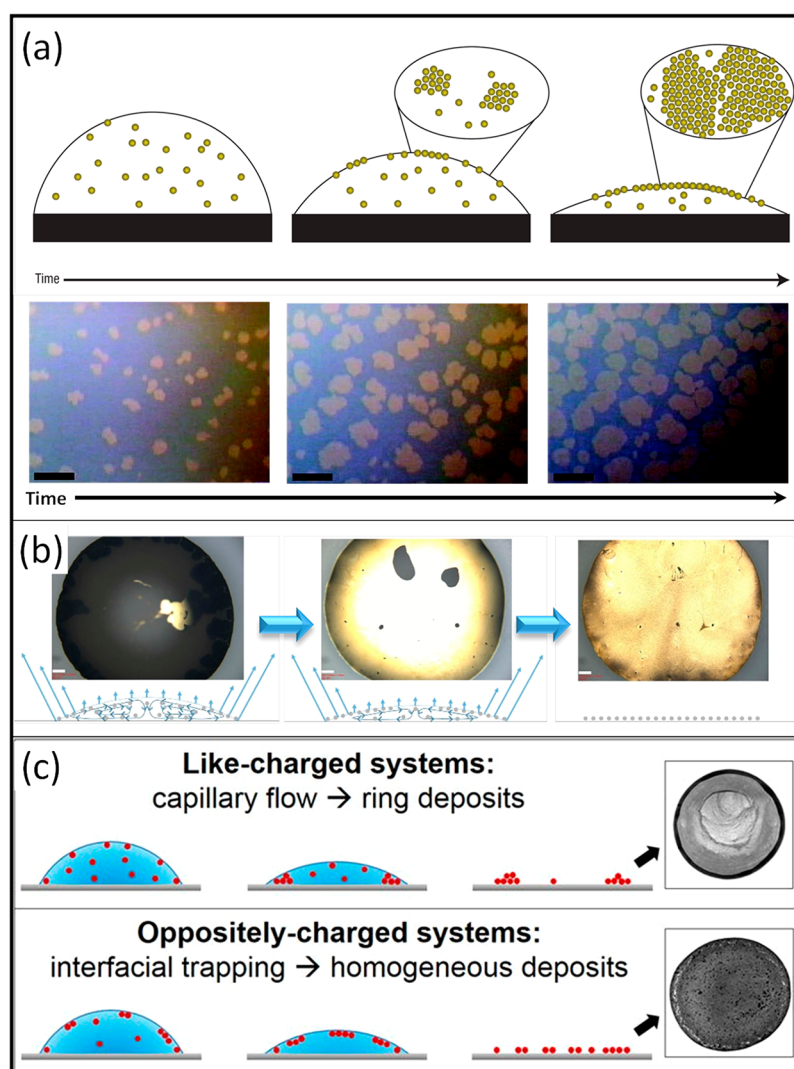 (a)
Time
Time
(b)
(c)
Like-charged systems:
capillary flow → ring deposits
Oppositely-charged systems:
interfacial trapping → homogeneous deposits